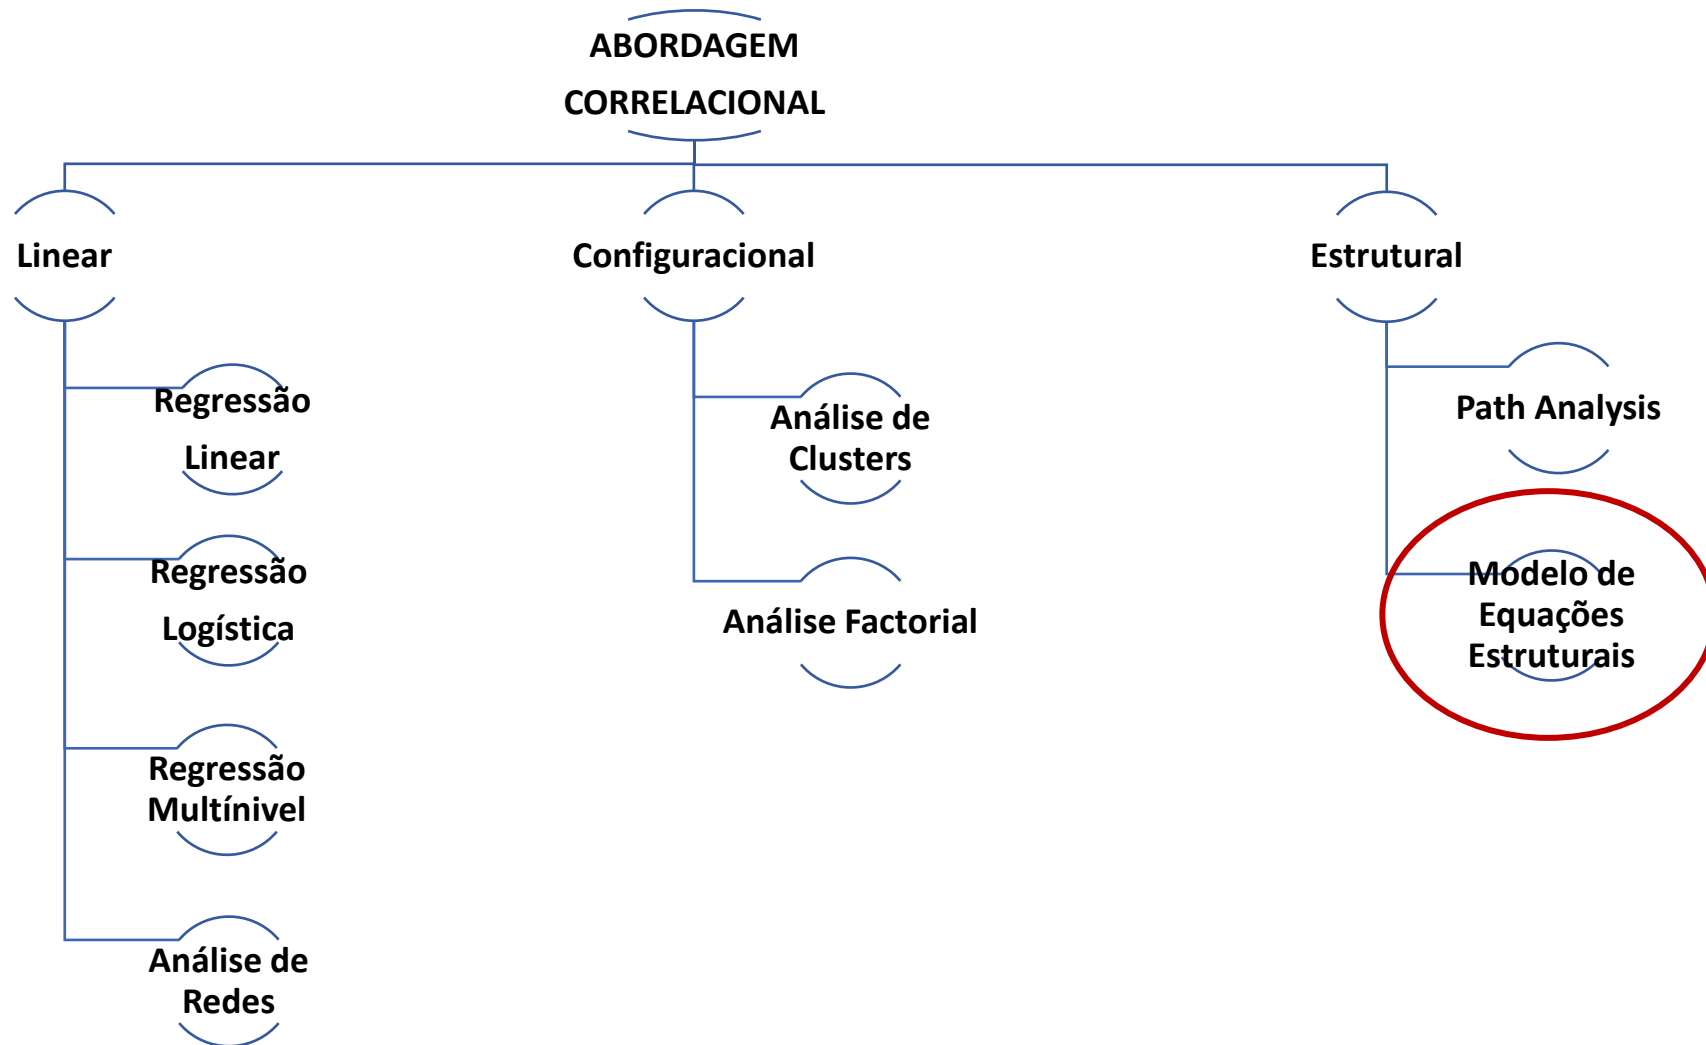 ABORDAGEM
CORRELACIONAL
Linear
Configuracional
Estrutural
Regressão
Linear
Regressão
Logística
Regressão
Multínivel
Análise de
Redes
Análise de
Clusters
Análise Factorial
Path Analysis
Modelo de
Equações
Estruturais